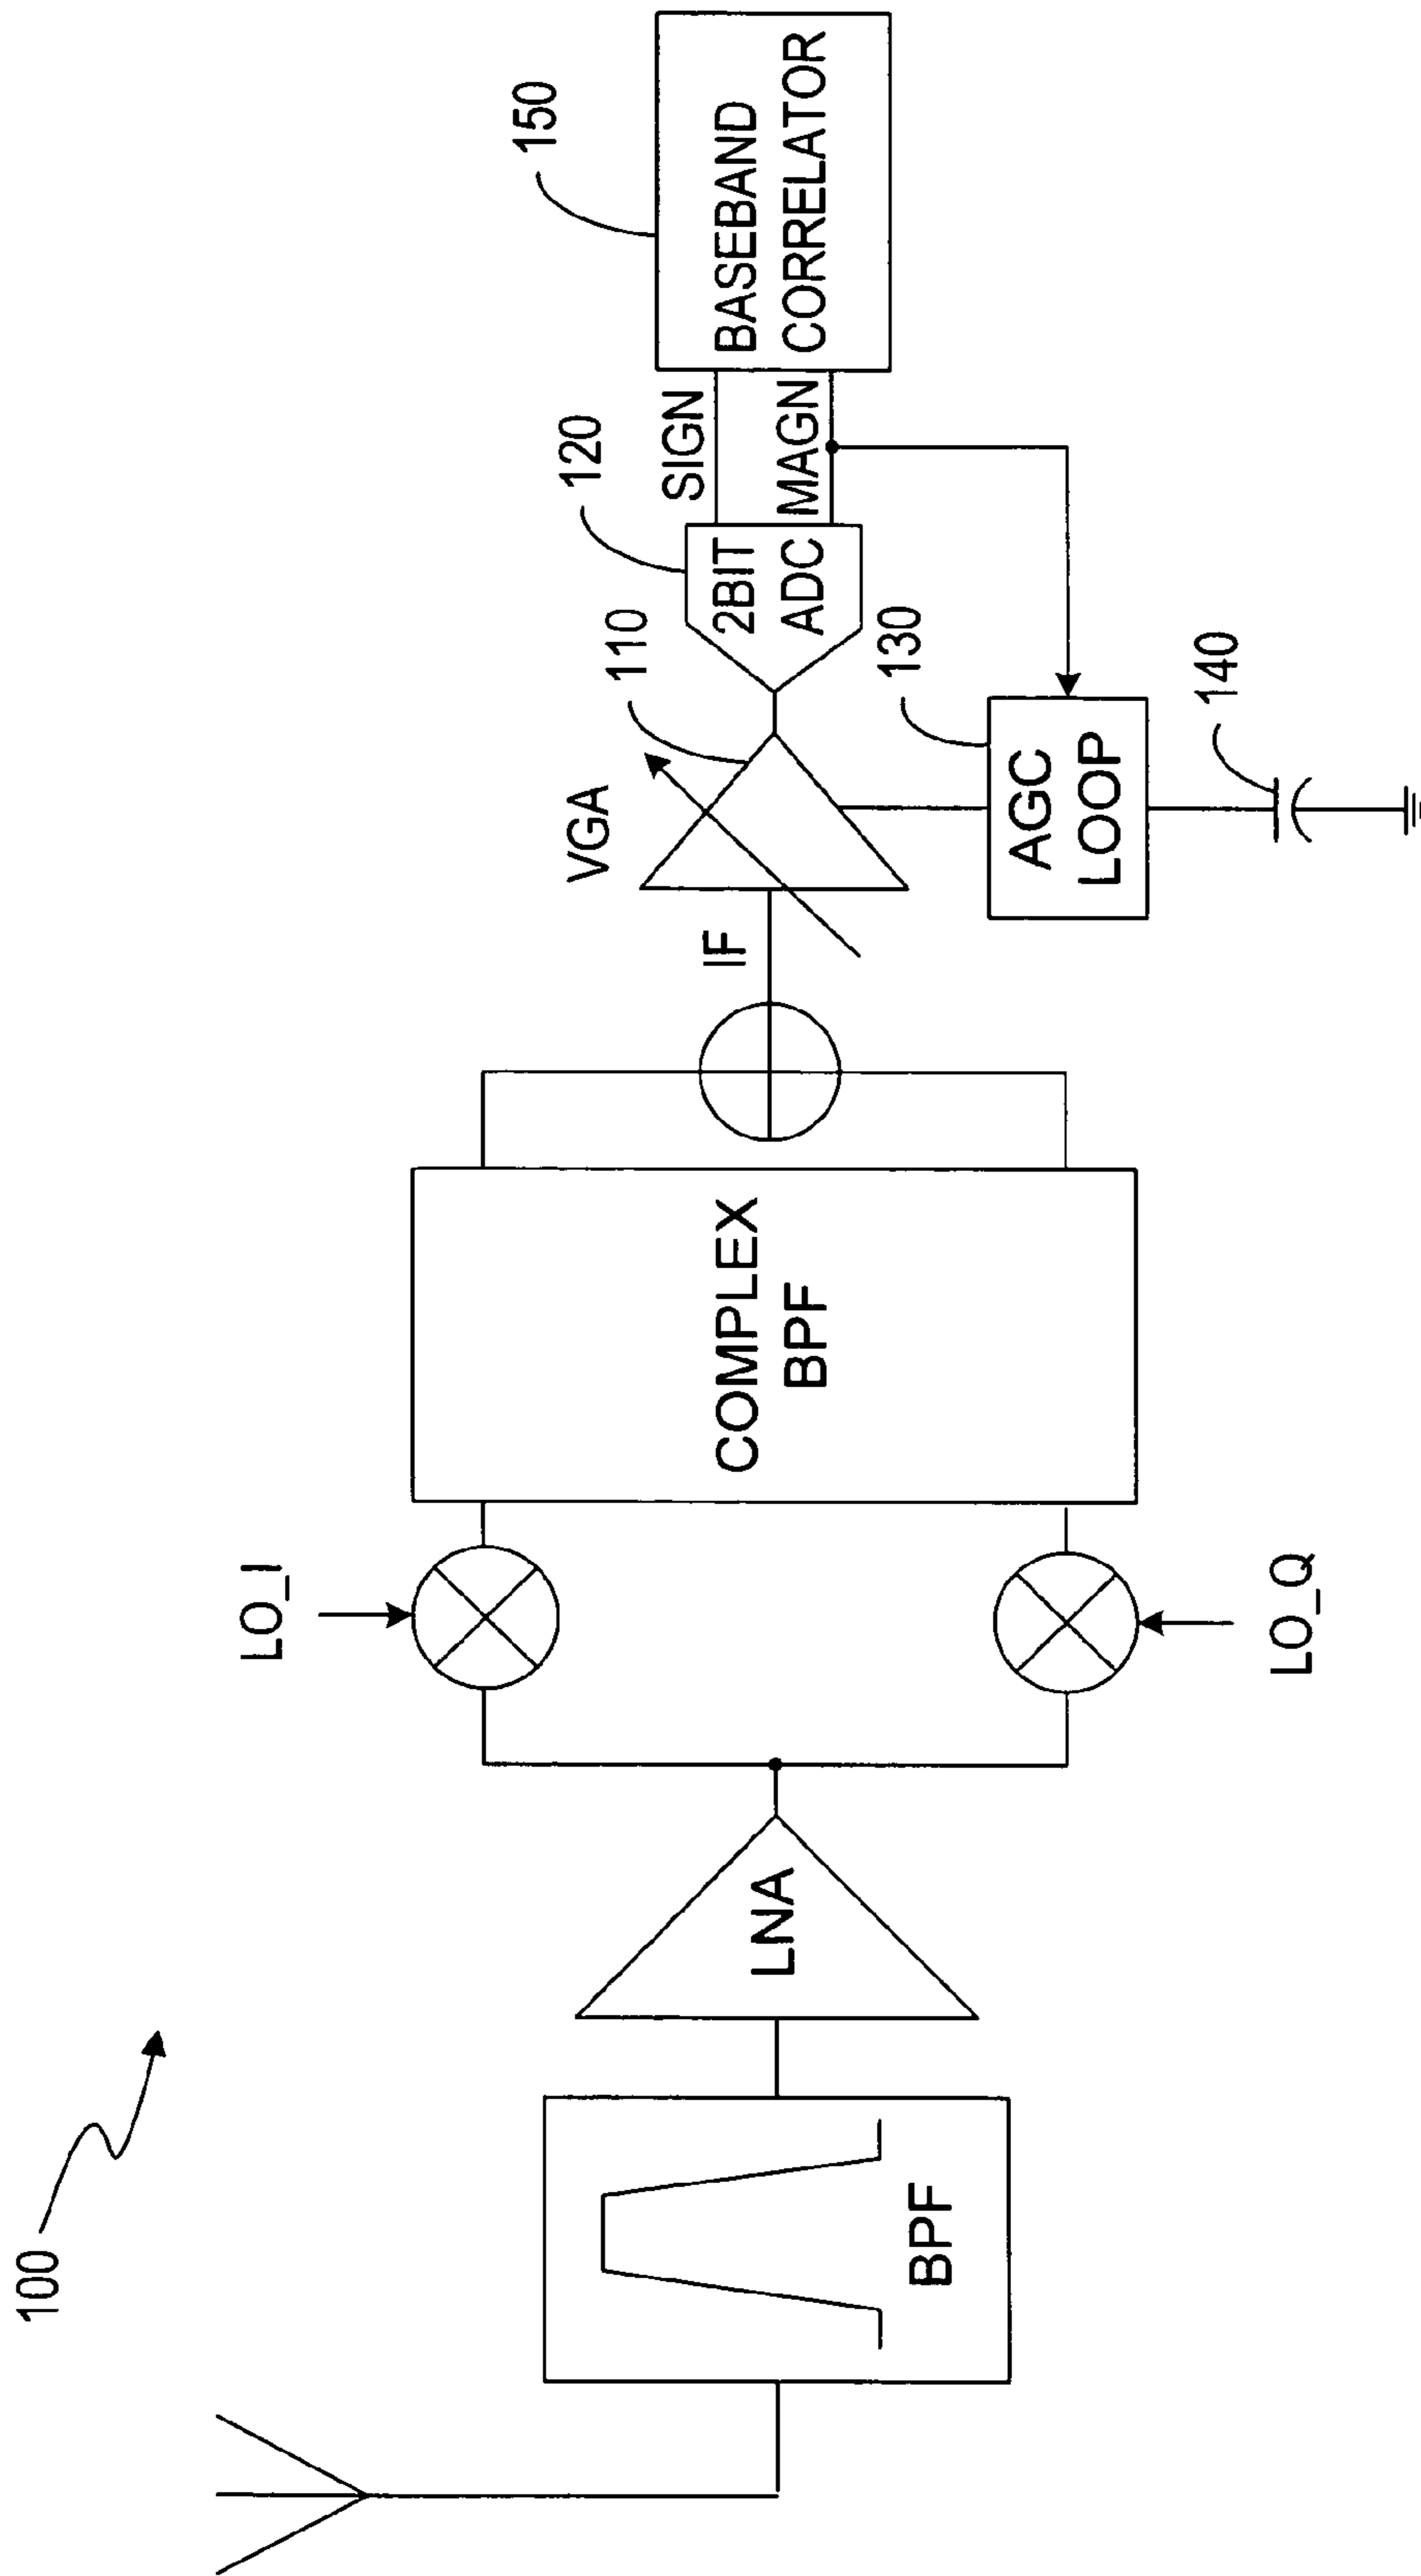 100
BPF
LNA
LO_I
LO_Q
COMPLEX
BPF
IF
VGA
110
2BIT
ADC
120
SIGN
MAGN
BASEBAND
CORRELATOR
150
AGC
LOOP
130
140